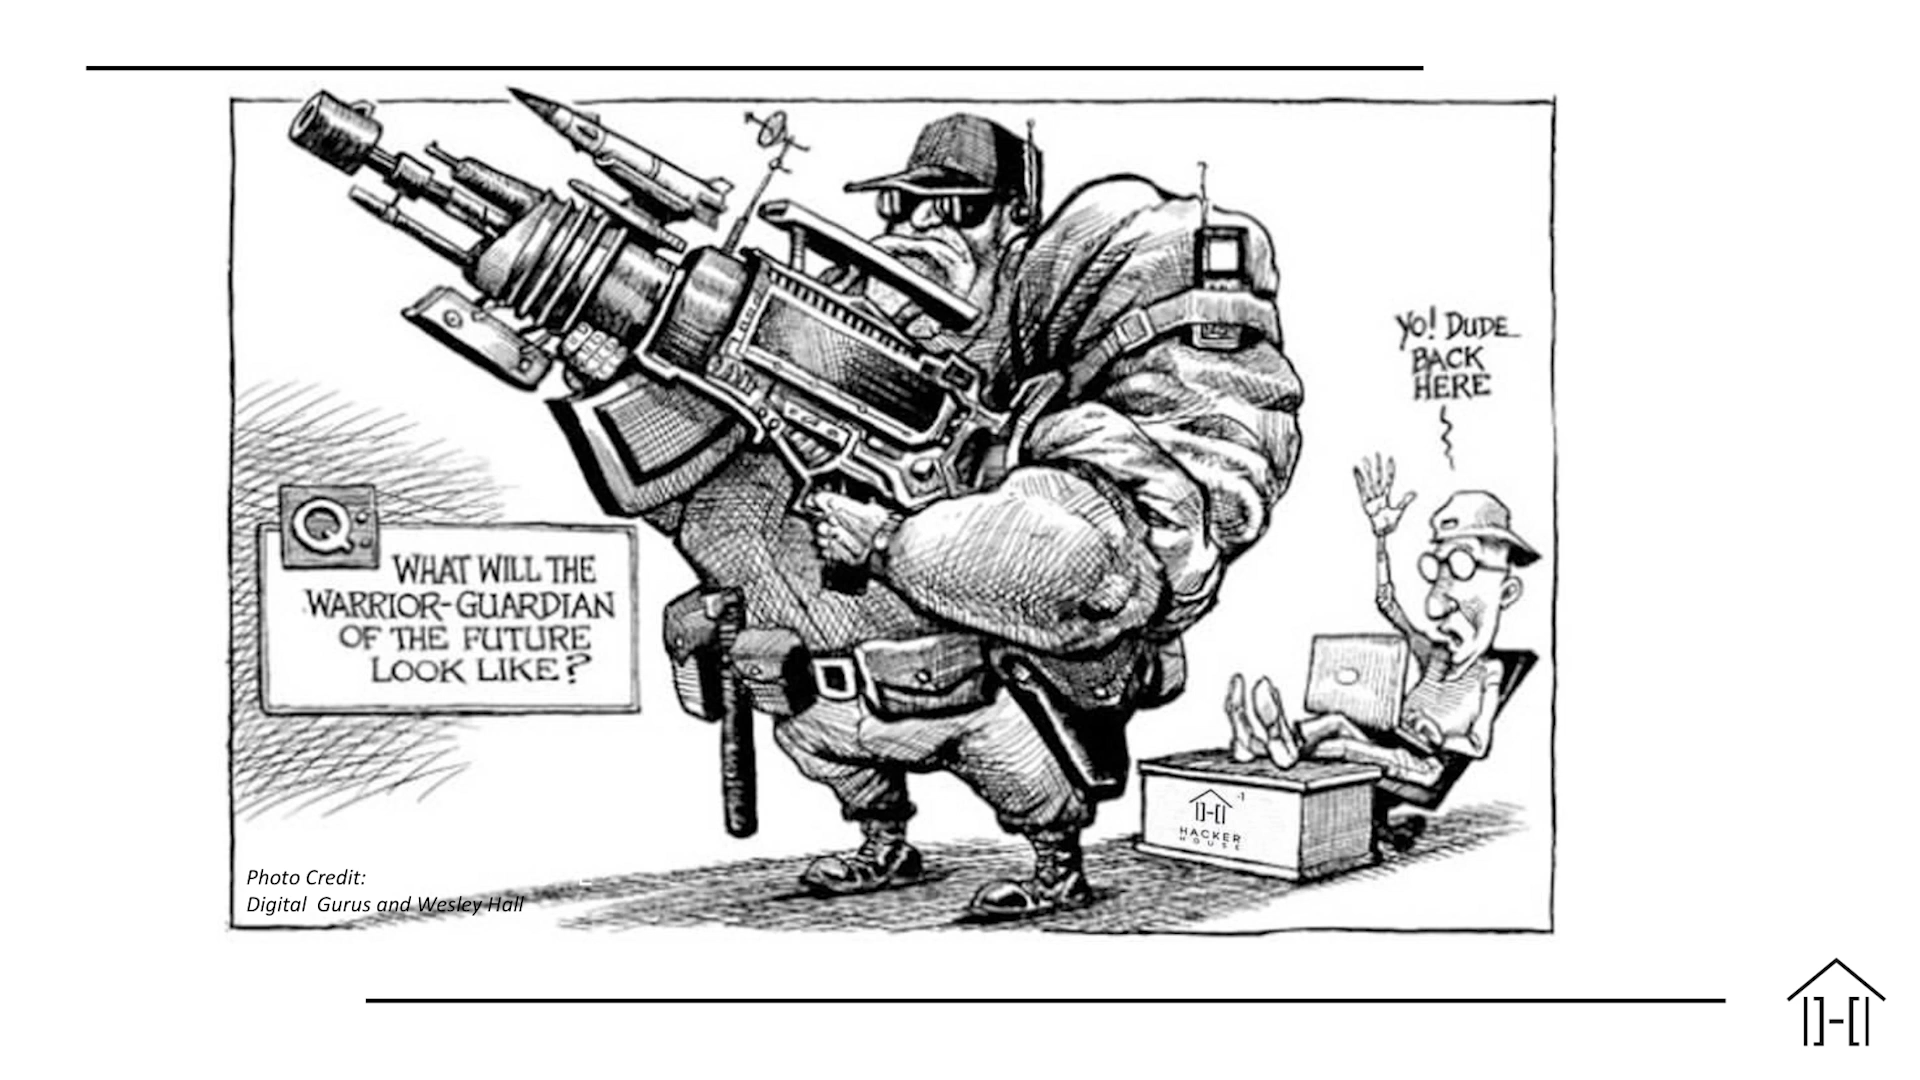 YO! DUDE
BACK
HERE
Q
WHAT WILL THE
WARRIOR-GUARDIAN
OF THE FUTURE
LOOK LIKE?
|]-[|
-1
HACKER
HOUSE
Photo Credit:
Digital  Gurus and Wesley Hall
|]-[|